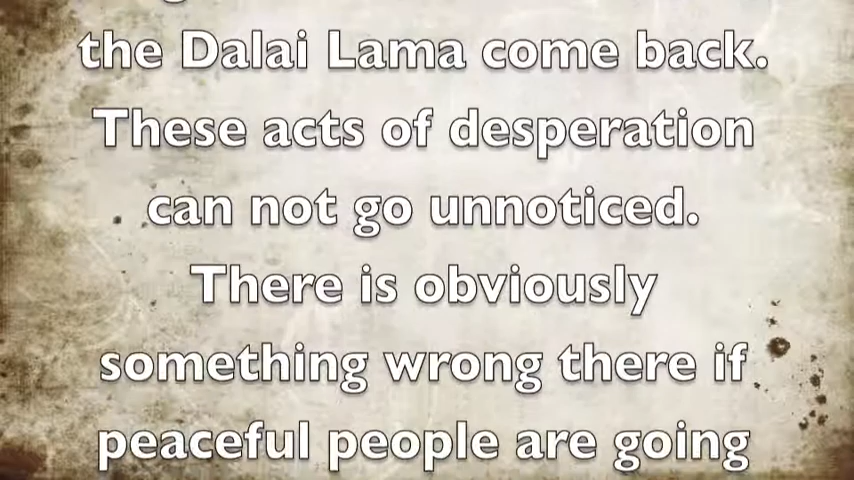 the Dalai Lama come back.
These acts of desperation
can not go unnoticed.
There is obviously
something wrong there if
peaceful people are going